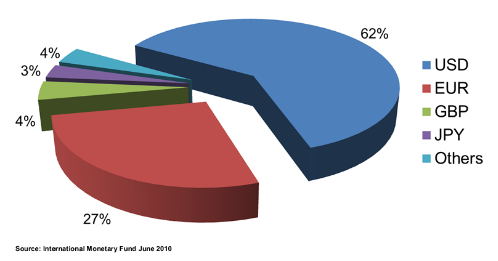 62%
4%
3%
4%
27%
USD
EUR
GBP
JPY
Others
Source: International Monetary Fund June 2010